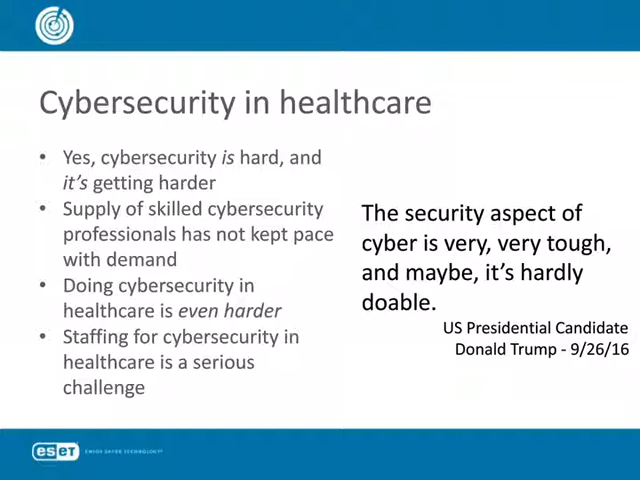 Cybersecurity in healthcare
• Yes, cybersecurity is hard, and
it's getting harder
• Supply of skilled cybersecurity
professionals has not kept pace
with demand
• Doing cybersecurity in
healthcare is even harder
• Staffing for cybersecurity in
healthcare is a serious
challenge
The security aspect of
cyber is very, very tough,
and maybe, it's hardly
doable.
US Presidential Candidate
Donald Trump - 9/26/16
eset ENJOY SAFER TECHNOLOGY™